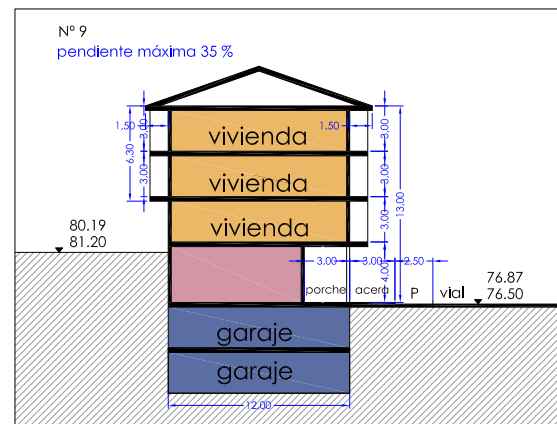 Nº 9
pendiente máxima 35 %
1,50
3,00
vivienda
1,50
3,00
6,30
3,00
vivienda
3,00
13,00
vivienda
3,00
80.19
81.20
3,00
3,00
4,00
2,50
porche
acera
P
vial
76.87
76.50
garaje
garaje
12,00